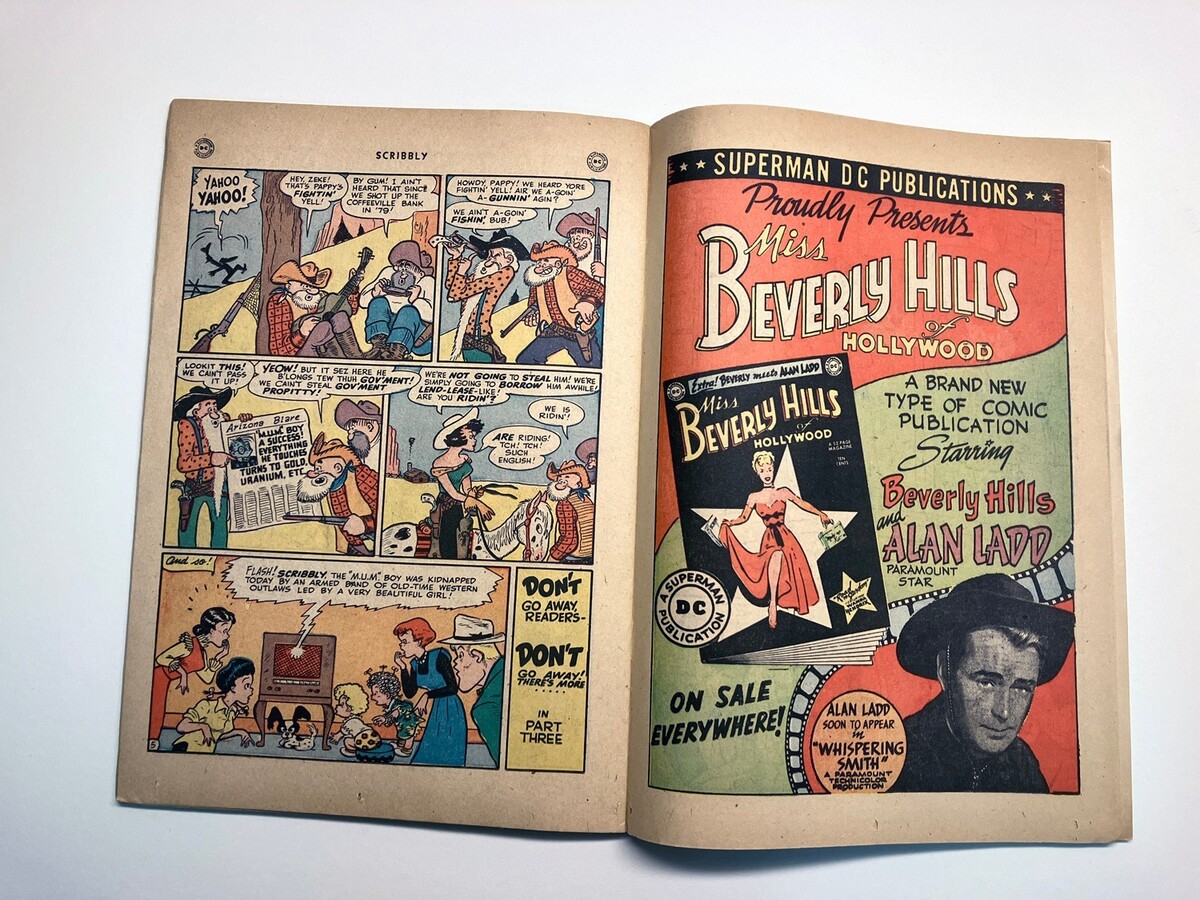 SCRIBBLY
DC
DC
YAHOO
YAHOO!
HEY, ZEKE!
THAT'S PAPPY'S
FIGHTIN'
YELL!
BY GUM! I AIN'T
HEARD THAT SINCE
WE SHOT UP THE
COFFEEVILLE BANK
IN '79!
HOWDY, PAPPY! WE HEARD YORE
FIGHTIN' YELL! AIR WE A-GOIN'
A-GUNNIN' AGIN?
WE AIN'T A-GOIN'
FISHIN', BUB!
LOOKIT THIS!
WE CAIN'T PASS
IT UP!
YEOW! BUT IT SEZ HERE HE
B'LONGS TEW THUH GOV'MENT!
WE CAIN'T STEAL GOV'MENT
PROPITTY!
Arizona Blare
M.U.M. BOY
A SUCCESS!
EVERYTHING
HE TOUCHES
TURNS TO GOLD,
URANIUM, ETC.
WE'RE NOT GOING TO STEAL HIM! WE'RE
SIMPLY GOING TO BORROW HIM AWHILE!
LEND-LEASE-LIKE!
ARE YOU RIDIN'?
WE IS
RIDIN'!
ARE RIDING!
TCH! TCH!
SUCH
ENGLISH!
And so!
FLASH! SCRIBBLY, THE "M.U.M." BOY WAS KIDNAPPED
TODAY BY AN ARMED BAND OF OLD-TIME WESTERN
OUTLAWS LED BY A VERY BEAUTIFUL GIRL!
DON'T
GO AWAY,
READERS-
DON'T
GO AWAY!
THERE'S MORE
.....
IN
PART
THREE
5
SUPERMAN DC PUBLICATIONS
Proudly Presents
Miss
BEVERLY HILLS
of
HOLLYWOOD
Extra! BEVERLY meets ALAN LADD
Miss
BEVERLY HILLS
of
HOLLYWOOD
A 52 PAGE
MAGAZINE
TEN
CENTS
A SUPERMAN
DC
PUBLICATION
A BRAND NEW
TYPE OF COMIC
PUBLICATION
Starring
Beverly Hills
and
ALAN LADD
PARAMOUNT
STAR
ON SALE
EVERYWHERE!
ALAN LADD
SOON TO APPEAR
in
"WHISPERING
SMITH"
A PARAMOUNT
TECHNICOLOR
PRODUCTION